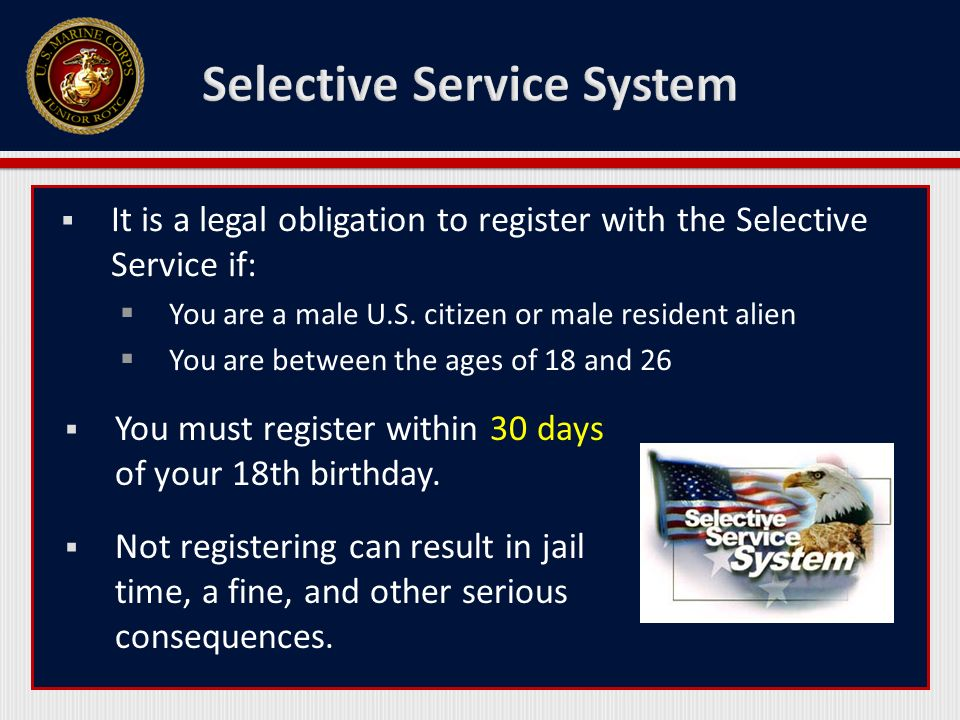 U. S. MARINE CORPS
JUNIOR ROTC
Selective Service System
▪ It is a legal obligation to register with the Selective
Service if:
▪ You are a male U.S. citizen or male resident alien
▪ You are between the ages of 18 and 26
▪ You must register within 30 days
of your 18th birthday.
▪ Not registering can result in jail
time, a fine, and other serious
consequences.
Selective
Service
System